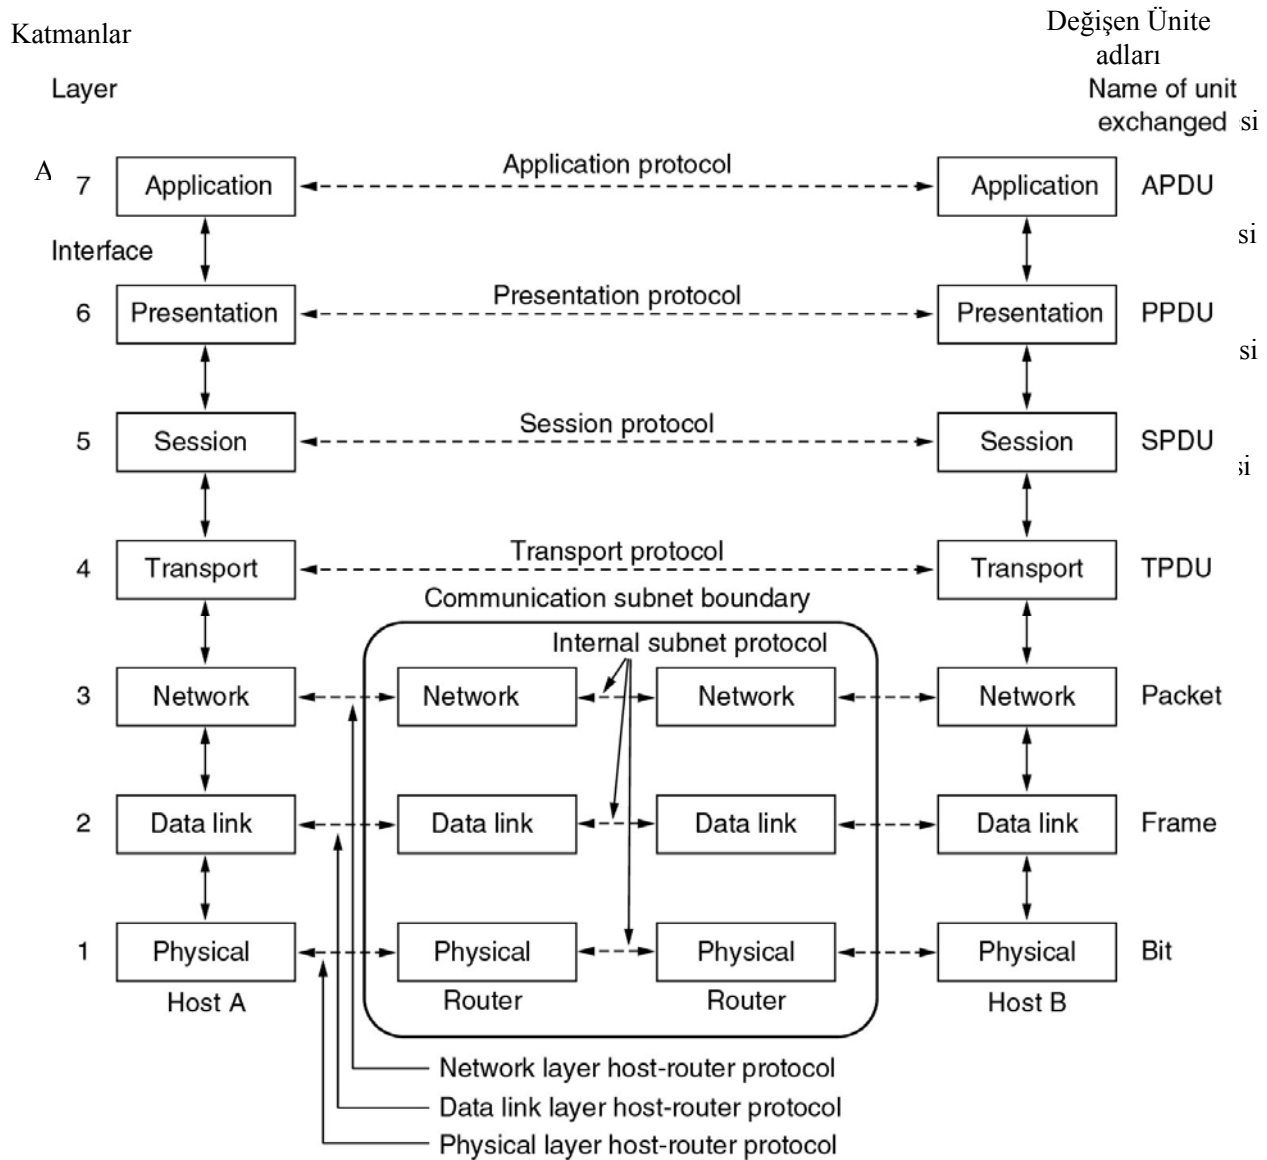 Katmanlar
Değişen Ünite
adları
Layer
Name of unit
exchanged si
A 7 Application Application protocol Application APDU
Interface si
6 Presentation Presentation protocol Presentation PPDU
si
5 Session Session protocol Session SPDU
si
4 Transport Transport protocol Transport TPDU
Communication subnet boundary
Internal subnet protocol
3 Network Network Network Network Packet
2 Data link Data link Data link Data link Frame
1 Physical Physical Physical Physical Bit
Host A Router Router Host B
Network layer host-router protocol
Data link layer host-router protocol
Physical layer host-router protocol